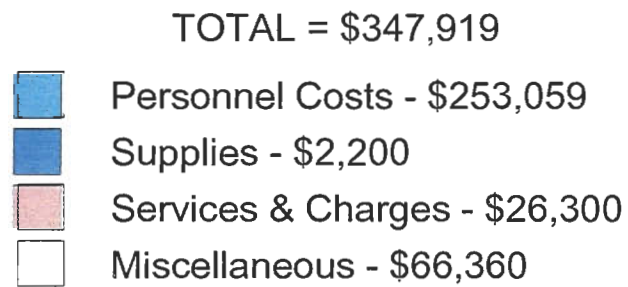 TOTAL = $347,919
Personnel Costs - $253,059
Supplies - $2,200
Services & Charges - $26,300
Miscellaneous - $66,360